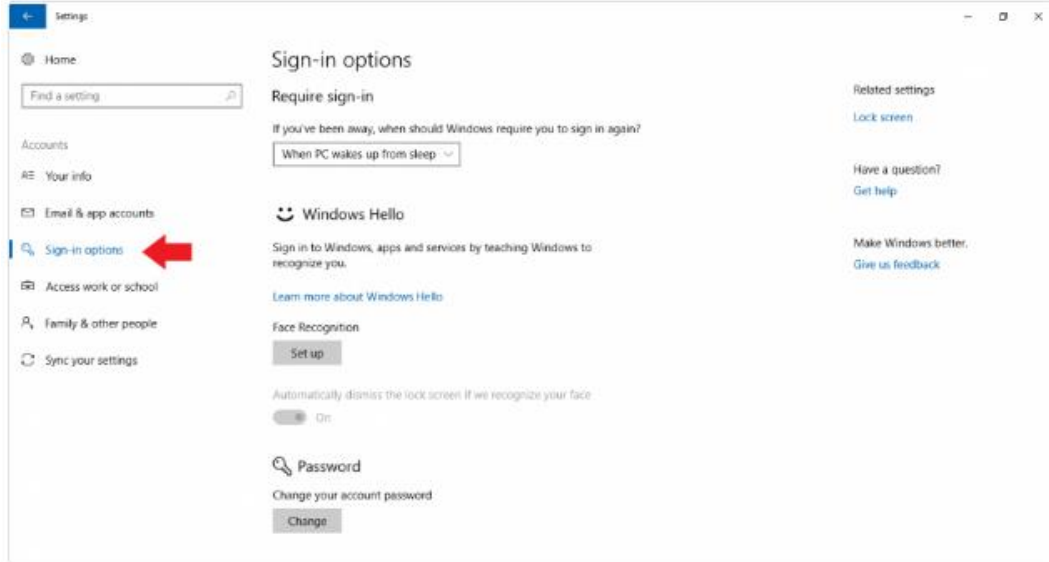 Settings
Home
Find a setting
Accounts
Your info
Email & app accounts
Sign-in options
Access work or school
Family & other people
Sync your settings
Sign-in options
Require sign-in
If you've been away, when should Windows require you to sign in again?
When PC wakes up from sleep
Windows Hello
Sign in to Windows, apps and services by teaching Windows to
recognize you.
Learn more about Windows Hello
Face Recognition
Set up
Automatically dismiss the lock screen if we recognize your face
On
Password
Change your account password
Change
Related settings
Lock screen
Have a question?
Get help
Make Windows better.
Give us feedback